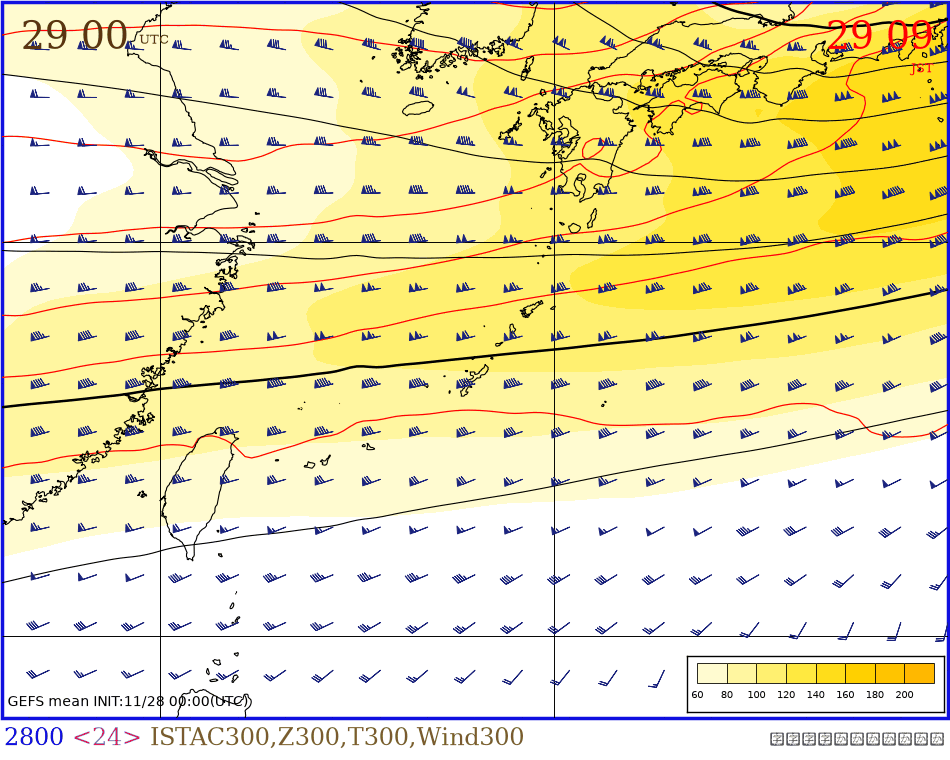 29 00 UTC
29 09 JST
60 80 100 120 140 160 180 200
GEFS mean INIT:11/28 00:00(UTC)
2800 <24> ISTAC300,Z300,T300,Wind300